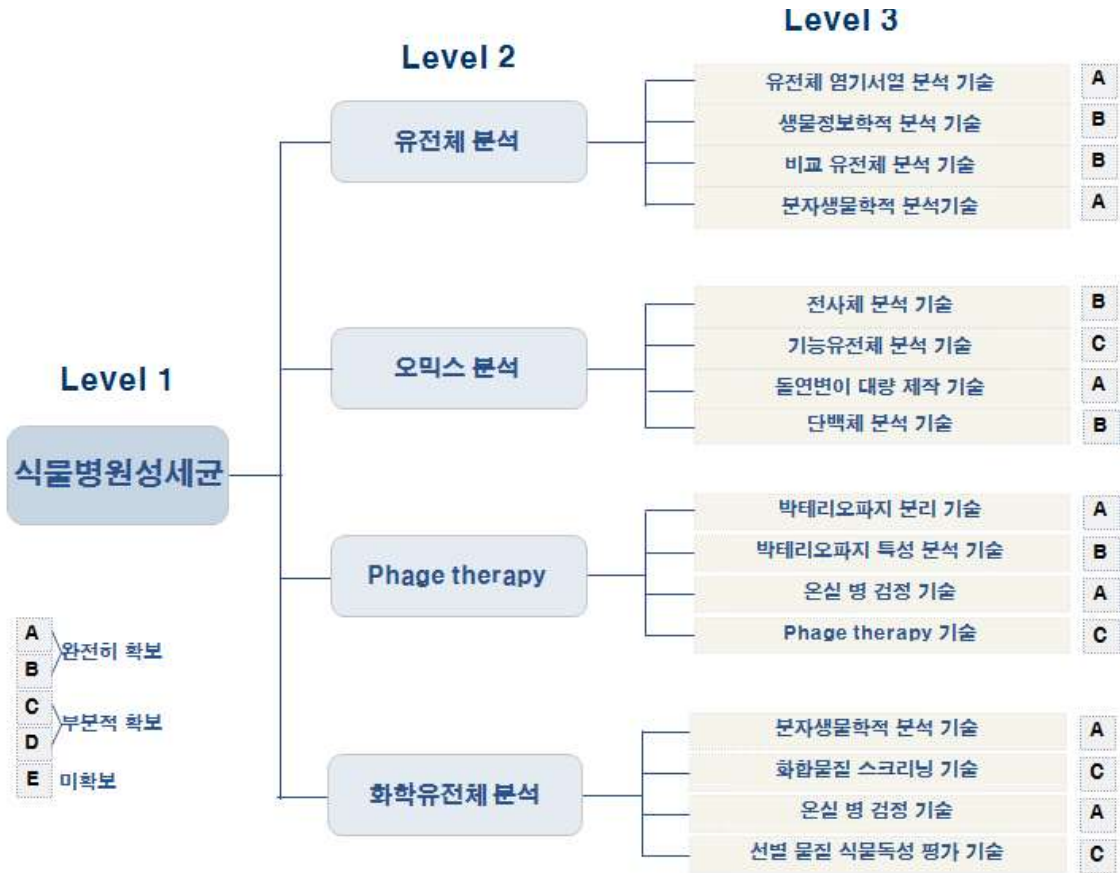 Level 3
Level 2
유전체 분석
유전체 염기서열 분석 기술 A
생물정보학적 분석 기술 B
비교 유전체 분석 기술 B
분자생물학적 분석기술 A
Level 1
식물병원성세균
오믹스 분석
전사체 분석 기술 B
기능유전체 분석 기술 C
돌연변이 대량 제작 기술 A
단백체 분석 기술 B
Phage therapy
박테리오파지 분리 기술 A
박테리오파지 특성 분석 기술 B
온실 병 검정 기술 A
Phage therapy 기술 C
화학유전체 분석
분자생물학적 분석 기술 A
화합물질 스크리닝 기술 C
온실 병 검정 기술 A
선별 물질 식물독성 평가 기술 C
A
B
완전히 확보
C
D
부분적 확보
E 미확보